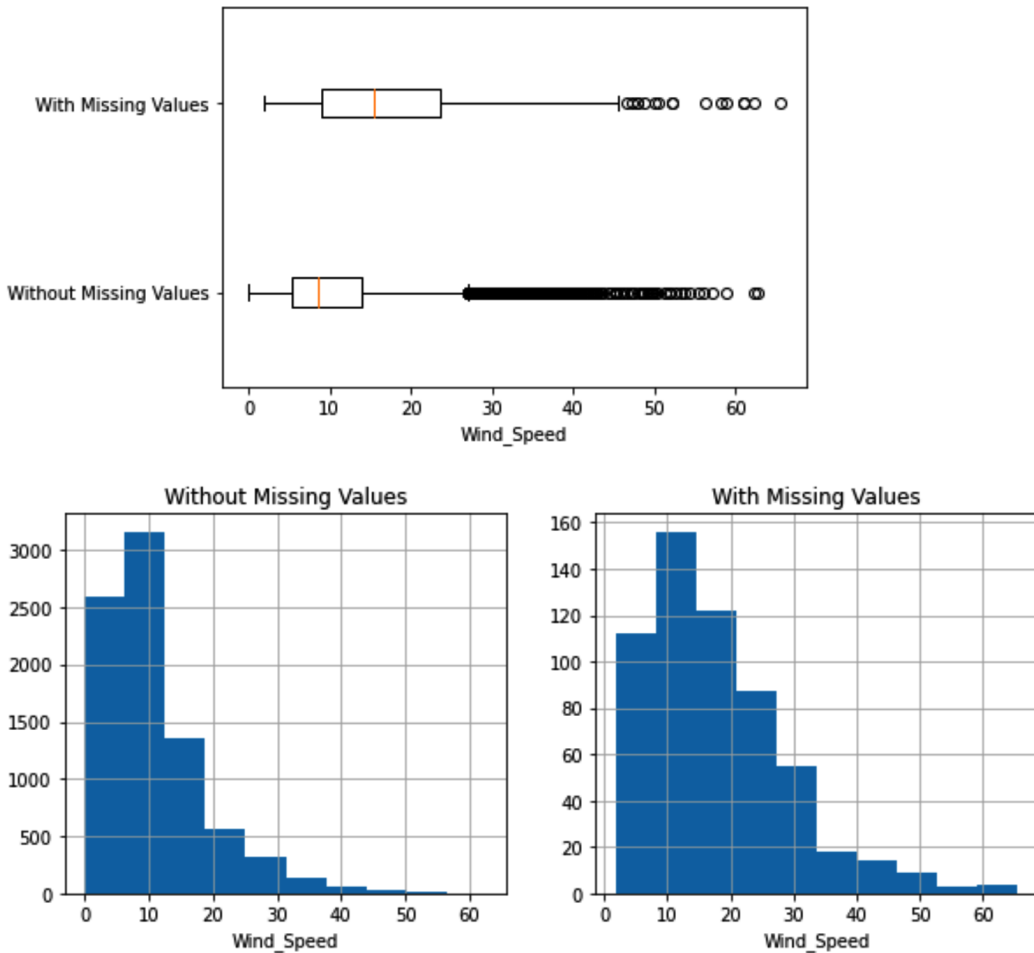 With Missing Values
Without Missing Values
0 10 20 30 40 50 60
Wind_Speed
Without Missing Values
3000
2500
2000
1500
1000
500
0
0 10 20 30 40 50 60
Wind_Speed
With Missing Values
160
140
120
100
80
60
40
20
0
0 10 20 30 40 50 60
Wind_Speed